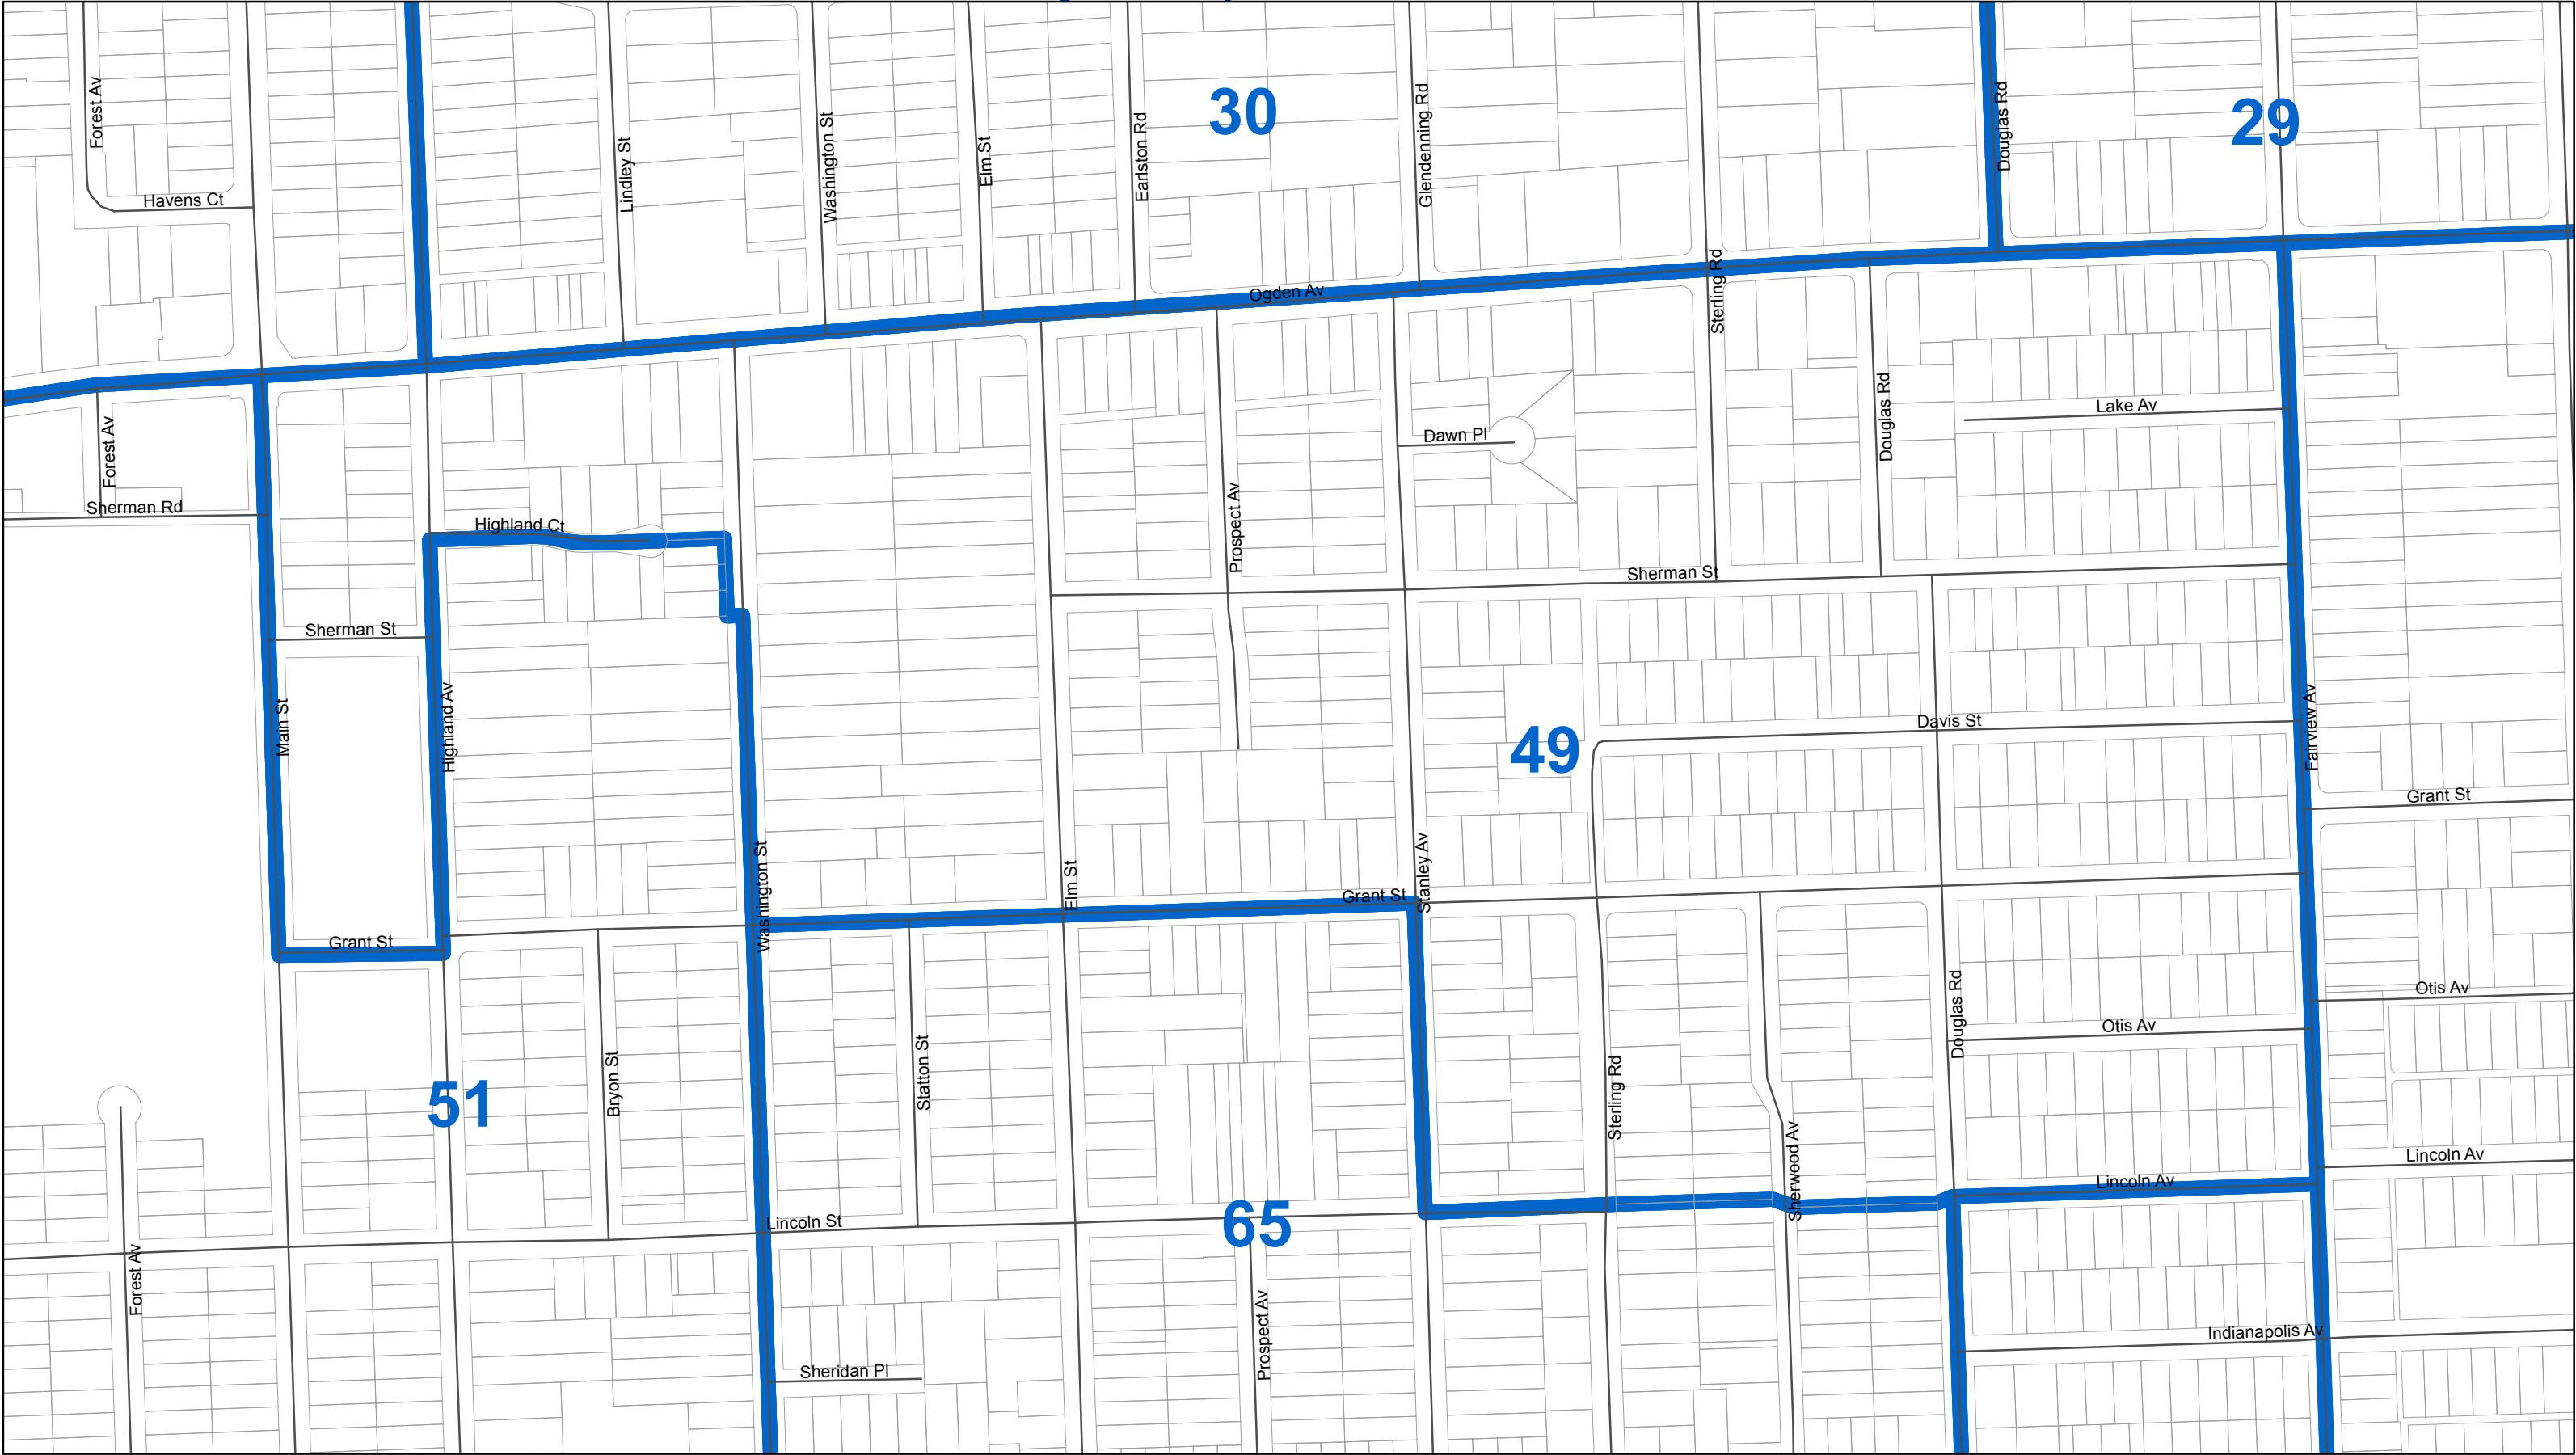 30
29
Forest Av
Havens Ct
Lindley St
Washington St
Elm St
Earlston Rd
Glendenning Rd
Douglas Rd
Sterling Rd
Ogden Av
Forest Av
Sherman Rd
Highland Ct
Dawn Pl
Prospect Av
Douglas Rd
Lake Av
Sherman St
Sherman St
Main St
Highland Av
49
Davis St
Fairview Av
Grant St
Washington St
Elm St
Grant St
Stanley Av
Grant St
Otis Av
Otis Av
Douglas Rd
51
Bryon St
Statton St
Sterling Rd
Sherwood Av
Lincoln Av
Lincoln Av
Lincoln St
65
Forest Av
Prospect Av
Indianapolis Av
Sheridan Pl